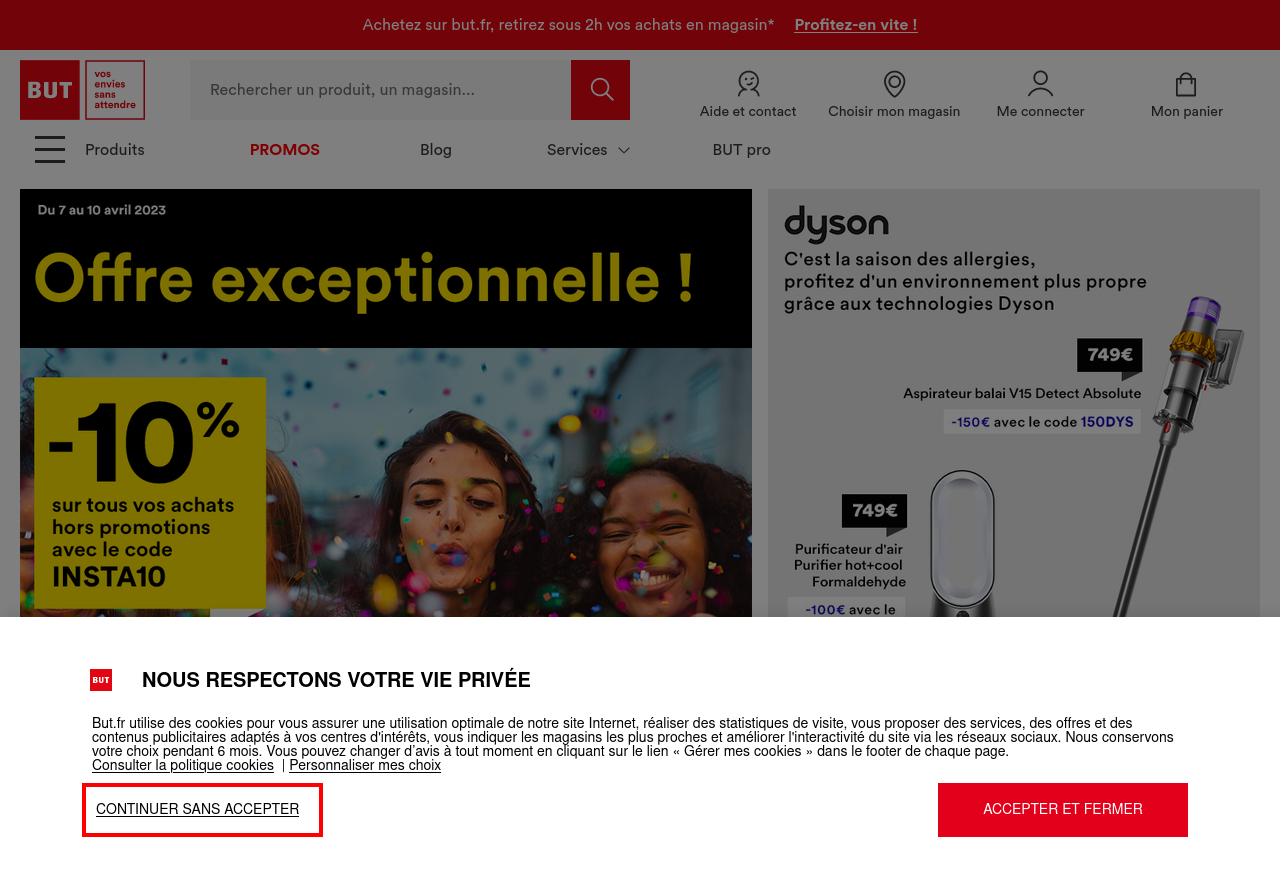 Achetez sur but.fr, retirez sous 2h vos achats en magasin* Profitez-en vite !
BUT
vos
envies
sans
attendre
Rechercher un produit, un magasin...
Aide et contact
Choisir mon magasin
Me connecter
Mon panier
Produits
PROMOS
Blog
Services
BUT pro
Du 7 au 10 avril 2023
Offre exceptionnelle !
-10%
sur tous vos achats
hors promotions
avec le code
INSTA10
dyson
C'est la saison des allergies,
profitez d'un environnement plus propre
grâce aux technologies Dyson
749€
Aspirateur balai V15 Detect Absolute
-150€ avec le code 150DYS
749€
Purificateur d'air
Purifier hot+cool
Formaldehyde
-100€ avec le
BUT
NOUS RESPECTONS VOTRE VIE PRIVÉE
But.fr utilise des cookies pour vous assurer une utilisation optimale de notre site Internet, réaliser des statistiques de visite, vous proposer des services, des offres et des
contenus publicitaires adaptés à vos centres d'intérêts, vous indiquer les magasins les plus proches et améliorer l'interactivité du site via les réseaux sociaux. Nous conservons
votre choix pendant 6 mois. Vous pouvez changer d’avis à tout moment en cliquant sur le lien « Gérer mes cookies » dans le footer de chaque page.
Consulter la politique cookies | Personnaliser mes choix
CONTINUER SANS ACCEPTER
ACCEPTER ET FERMER